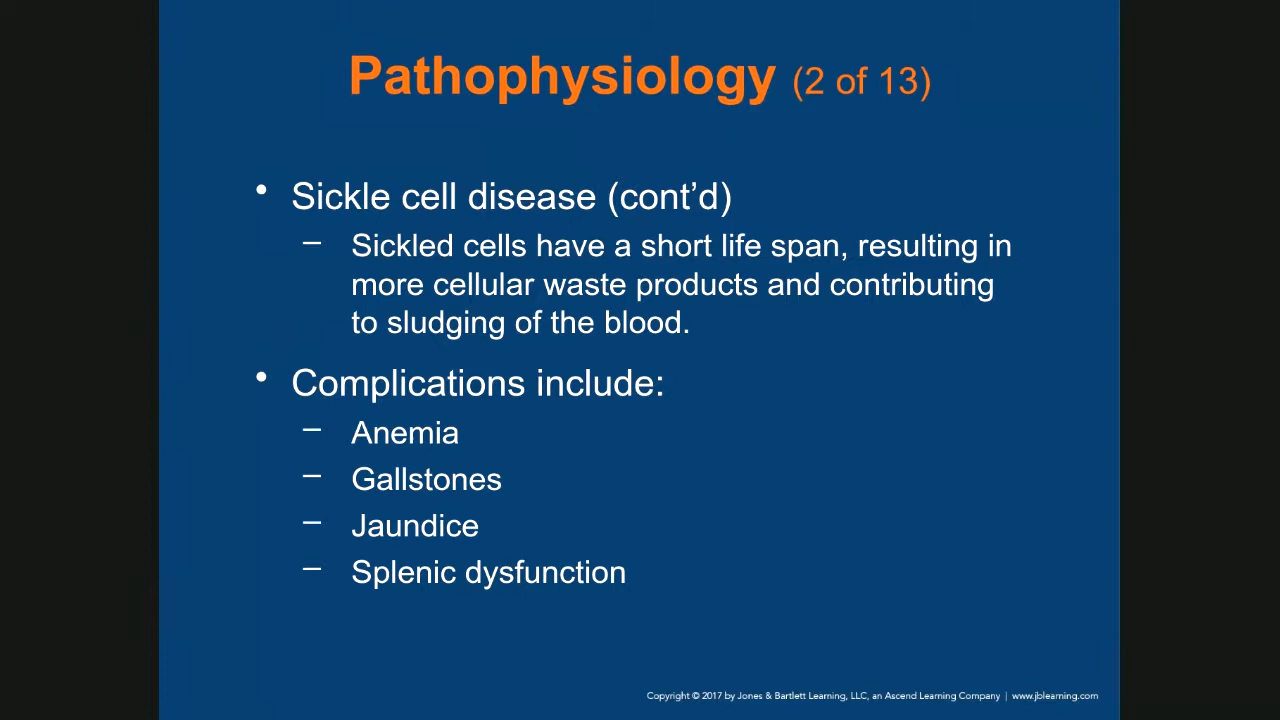 Pathophysiology (2 of 13)
• Sickle cell disease (cont’d)
– Sickled cells have a short life span, resulting in
more cellular waste products and contributing
to sludging of the blood.
• Complications include:
– Anemia
– Gallstones
– Jaundice
– Splenic dysfunction
Copyright © 2017 by Jones & Bartlett Learning, LLC, an Ascend Learning Company | www.jblearning.com